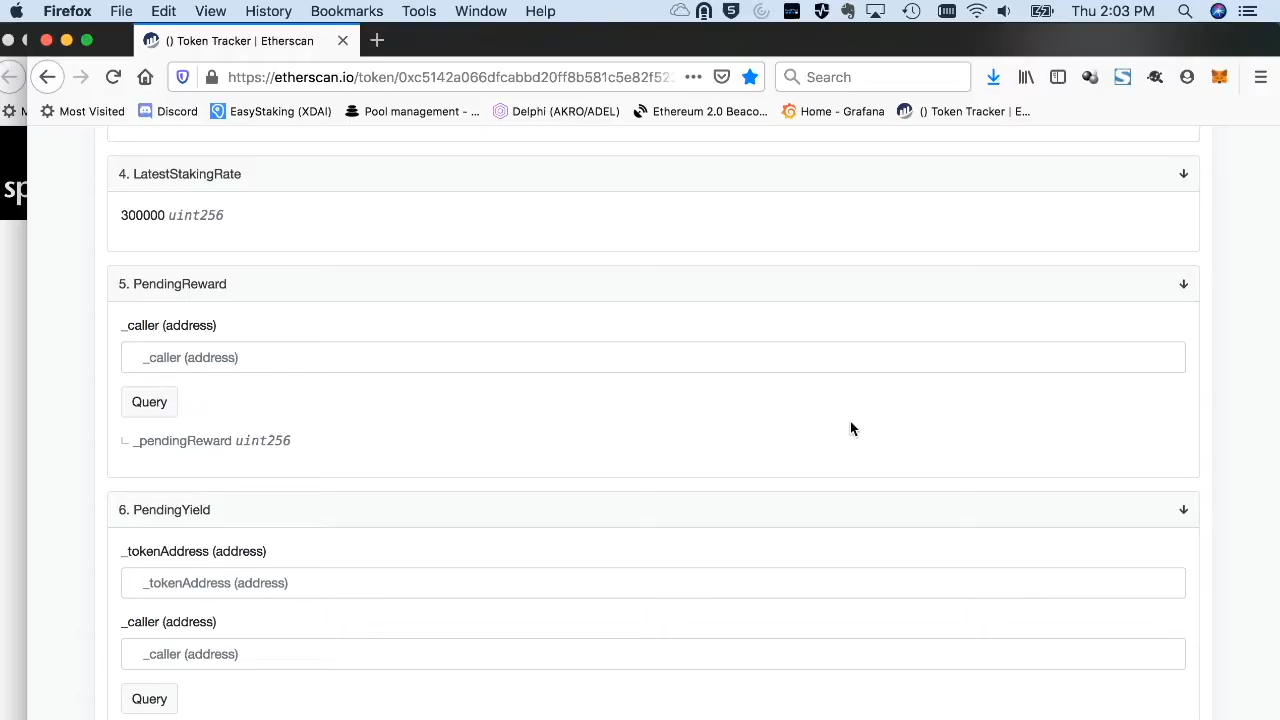 Firefox File Edit View History Bookmarks Tools Window Help Thu 2:03 PM
() Token Tracker | Etherscan
https://etherscan.io/token/0xc5142a066dfcabbd20ff8b581c5e82f52 Search
M Most Visited Discord EasyStaking (XDAI) Pool management - ... Delphi (AKRO/ADEL) Ethereum 2.0 Beaco... Home - Grafana () Token Tracker | E...
sp
4. LatestStakingRate
300000 uint256
5. PendingReward
_caller (address)
_caller (address)
Query
_pendingReward uint256
6. PendingYield
_tokenAddress (address)
_tokenAddress (address)
_caller (address)
_caller (address)
Query